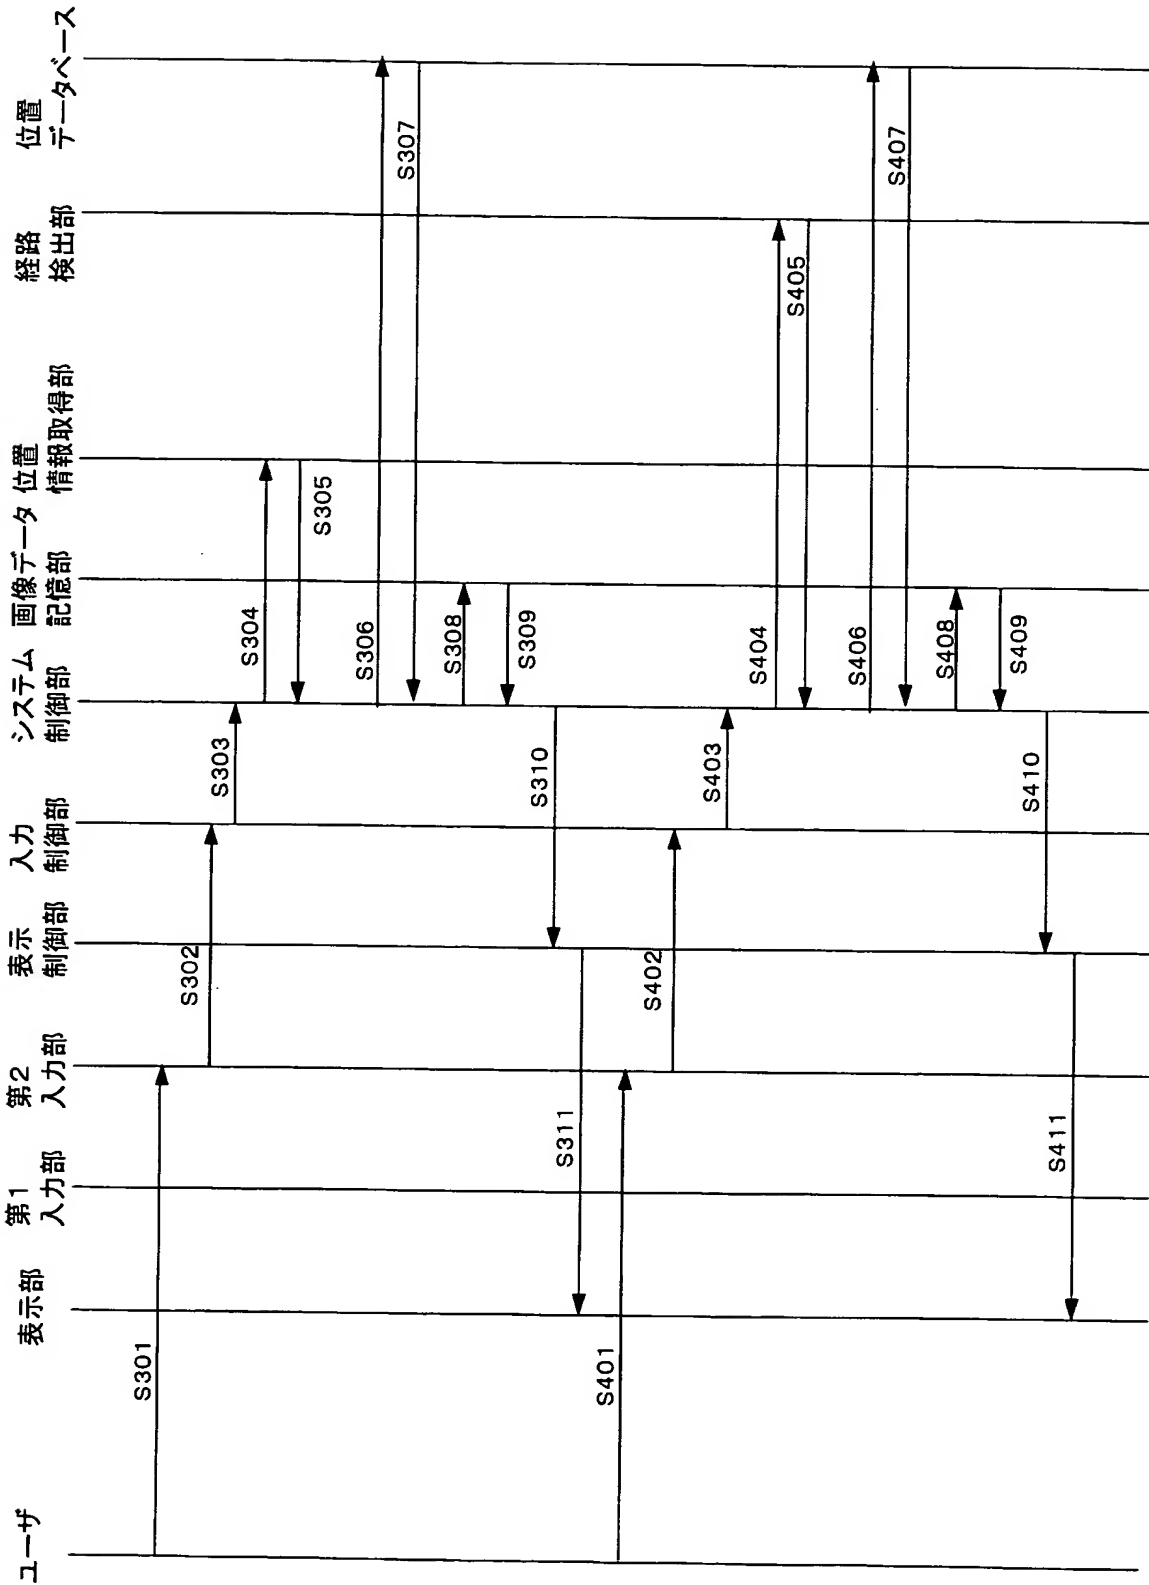 ユーザ
表示部
第1
入力部
第2
入力部
表示
制御部
入力
制御部
システム
制御部
画像データ
記憶部
位置
情報取得部
経路
検出部
位置
データベース
S301
S302
S303
S304
S305
S306
S307
S308
S309
S310
S311
S401
S402
S403
S404
S405
S406
S407
S408
S409
S410
S411